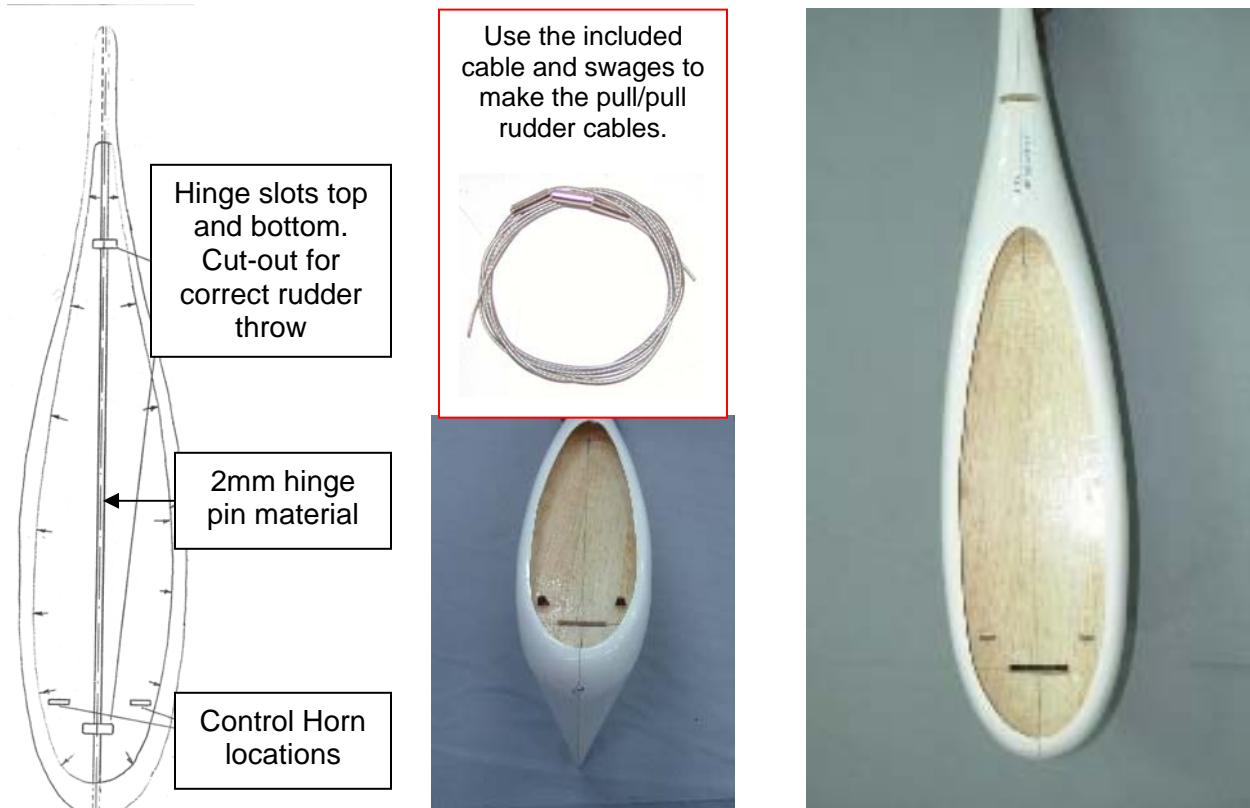 Hinge slots top
and bottom.
Cut-out for
correct rudder
throw
2mm hinge
pin material
Control Horn
locations
Use the included
cable and swages to
make the pull/pull
rudder cables.